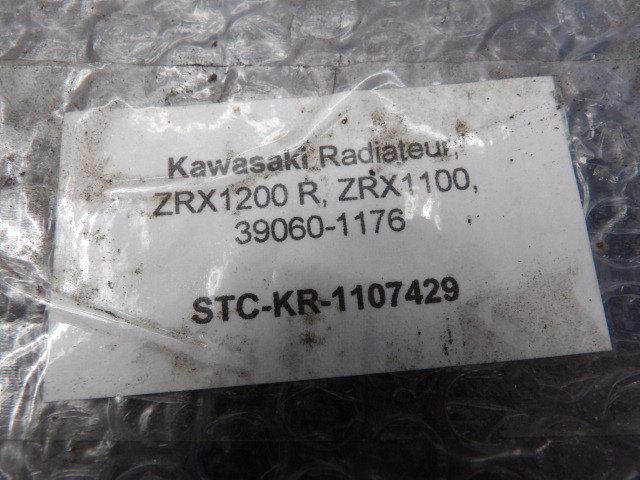 Kawasaki Radiateur,
ZRX1200 R, ZRX1100,
39060-1176
STC-KR-1107429